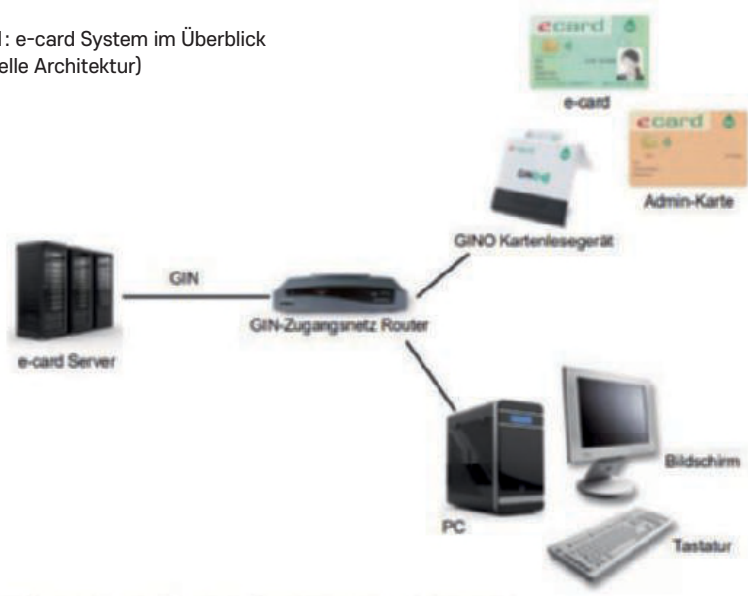 : e-card System im Überblick
elle Architektur)
ecard
e-card
ecard
Admin-Karte
GINO Kartenlesegerät
GIN
GIN-Zugangsnetz Router
e-card Server
Bildschirm
PC
Tastatur